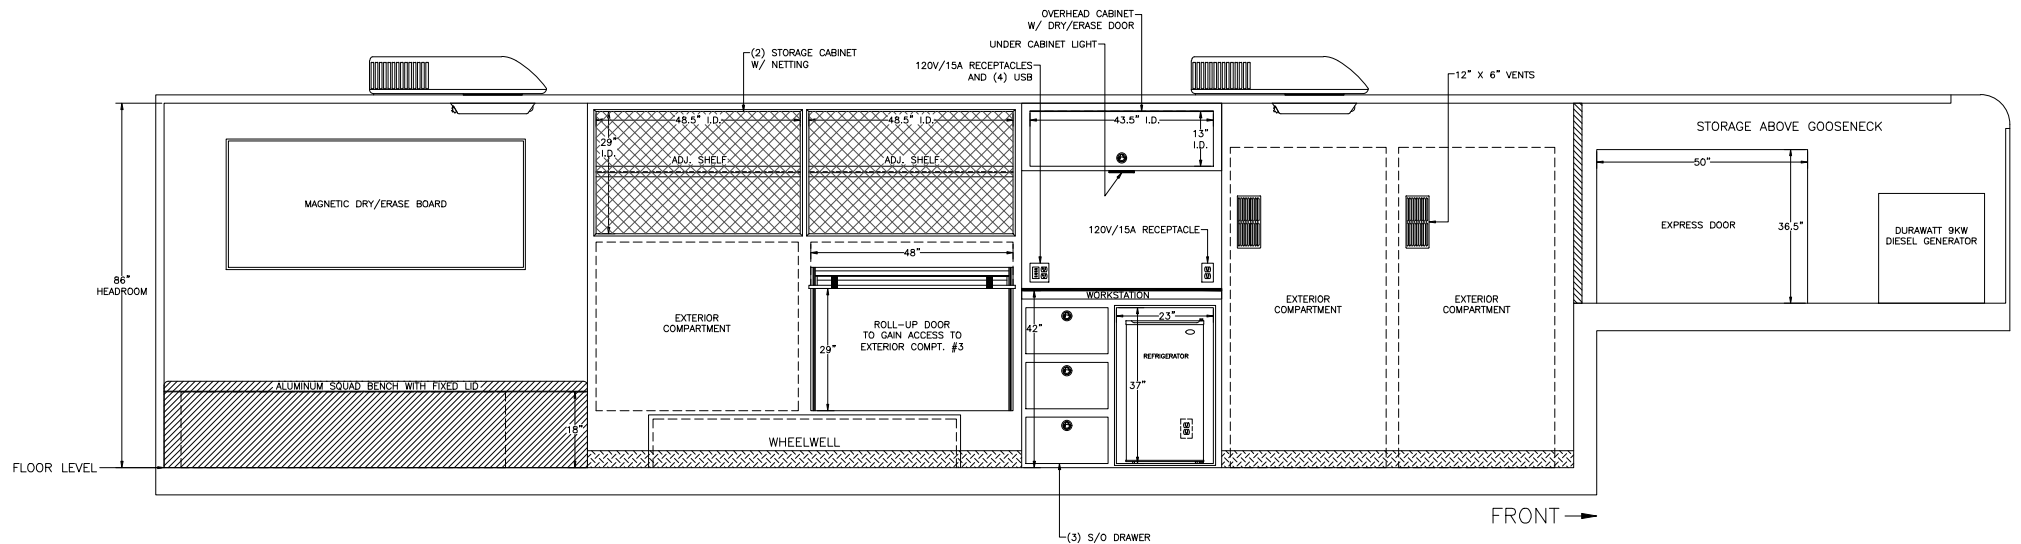 OVERHEAD CABINET
W/ DRY/ERASE DOOR
UNDER CABINET LIGHT
(2) STORAGE CABINET
W/ NETTING
120V/15A RECEPTACLES
AND (4) USB
12" X 6" VENTS
48.5" I.D.
48.5" I.D.
43.5" I.D.
13"
I.D.
29"
I.D.
ADJ. SHELF
ADJ. SHELF
STORAGE ABOVE GOOSENECK
50"
MAGNETIC DRY/ERASE BOARD
EXPRESS DOOR
36.5"
DURAWATT 9KW
DIESEL GENERATOR
120V/15A RECEPTACLE
48"
86"
HEADROOM
WORKSTATION
EXTERIOR
COMPARTMENT
EXTERIOR
COMPARTMENT
EXTERIOR
COMPARTMENT
ROLL-UP DOOR
TO GAIN ACCESS TO
EXTERIOR COMPT. #3
29"
42"
23"
REFRIGERATOR
37"
ALUMINUM SQUAD BENCH WITH FIXED LID
18"
WHEELWELL
FLOOR LEVEL
FRONT
(3) S/O DRAWER